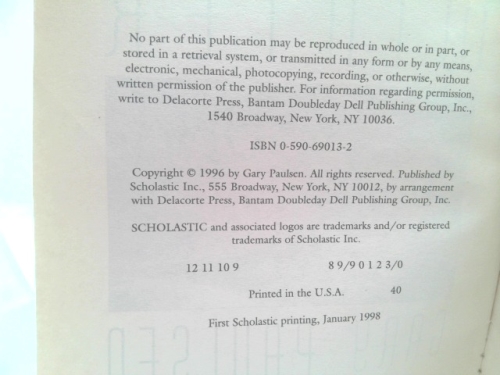 No part of this publication may be reproduced in whole or in part, or
stored in a retrieval system, or transmitted in any form or by any means,
electronic, mechanical, photocopying, recording, or otherwise, without
written permission of the publisher. For information regarding permission,
write to Delacorte Press, Bantam Doubleday Dell Publishing Group, Inc.,
1540 Broadway, New York, NY 10036.
ISBN 0-590-69013-2
Copyright © 1996 by Gary Paulsen. All rights reserved. Published by
Scholastic Inc., 555 Broadway, New York, NY 10012, by arrangement
with Delacorte Press, Bantam Doubleday Dell Publishing Group, Inc.
SCHOLASTIC and associated logos are trademarks and/or registered
trademarks of Scholastic Inc.
12 11 10 9 8 9/9 0 1 2 3/0
Printed in the U.S.A. 40
First Scholastic printing, January 1998